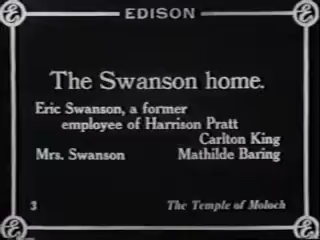 EDISON
The Swanson home.
Eric Swanson, a former
employee of Harrison Pratt
Carlton King
Mrs. Swanson Mathilde Baring
3 The Temple of Moloch